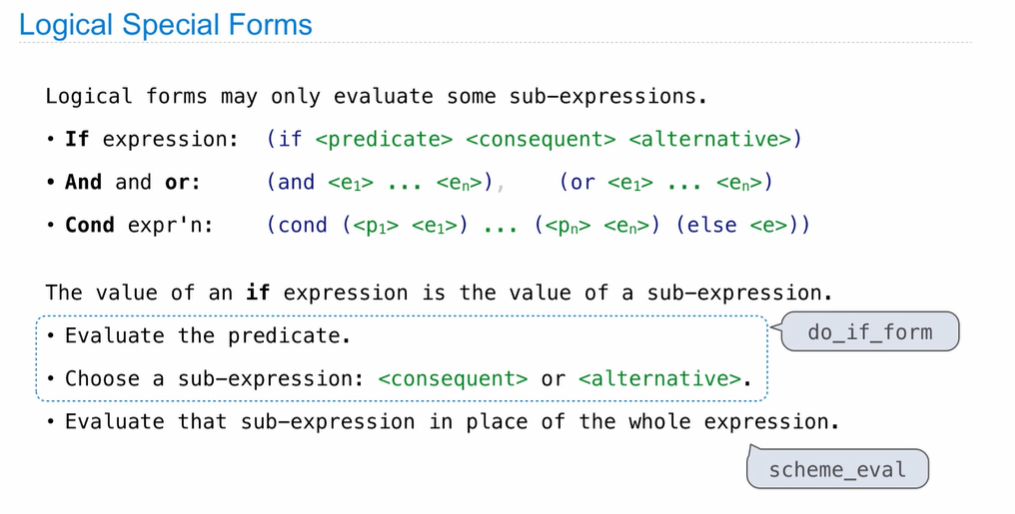 Logical Special Forms
Logical forms may only evaluate some sub-expressions.
• If expression: (if <predicate> <consequent> <alternative>)
• And and or: (and <e₁> ... <eₙ>), (or <e₁> ... <eₙ>)
• Cond expr'n: (cond (<p₁> <e₁>) ... (<pₙ> <eₙ>) (else <e>))
The value of an if expression is the value of a sub-expression.
• Evaluate the predicate.
do_if_form
• Choose a sub-expression: <consequent> or <alternative>.
• Evaluate that sub-expression in place of the whole expression.
scheme_eval